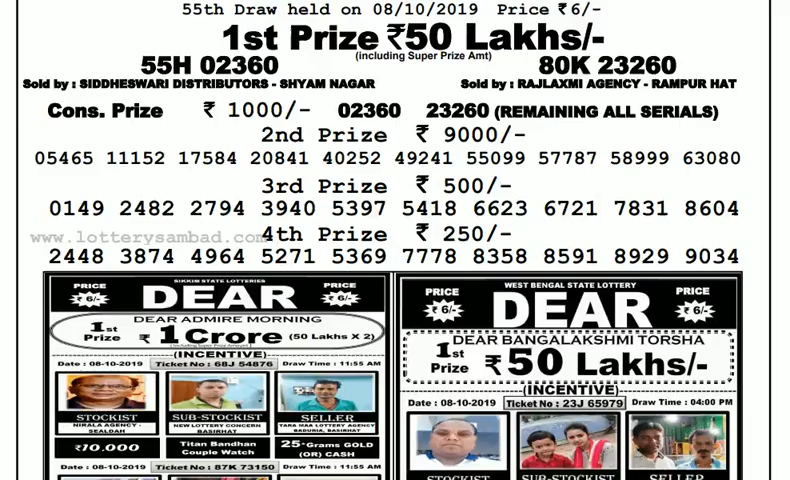 55th Draw held on 08/10/2019 Price ₹ 6/-
1st Prize ₹50 Lakhs/-
(including Super Prize Amt)
55H 02360 80K 23260
Sold by : SIDDHESWARI DISTRIBUTORS - SHYAM NAGAR Sold by : RAJLAXMI AGENCY - RAMPUR HAT
Cons. Prize ₹ 1000/- 02360 23260 (REMAINING ALL SERIALS)
2nd Prize ₹ 9000/-
05465 11152 17584 20841 40252 49241 55099 57787 58999 63080
3rd Prize ₹ 500/-
0149 2482 2794 3940 5397 5418 6623 6721 7831 8604
www.lotterysambad.com
4th Prize ₹ 250/-
2448 3874 4964 5271 5369 7778 8358 8591 8929 9034
SIKKIM STATE LOTTERIES
PRICE ₹ 6/- DEAR PRICE ₹ 6/-
DEAR ADMIRE MORNING
1st Prize ₹ 1 Crore (50 LAKHS X 2)
(INCENTIVE)
Date : 08-10-2019 Ticket No : 68J 54876 Draw Time : 11:55 AM
STOCKIST SUB-STOCKIST SELLER
NIRALA AGENCY - SEALDAH
NEW LOTTERY CONCERN BASIRHAT
TARA MAA LOTTERY AGENCY BADURIA, BASIRHAT
₹10,000 Titan Bandhan Couple Watch 25*Grams GOLD (OR) CASH
Date : 08-10-2019 Ticket No : 87K 73150 Draw Time : 11:55 AM
WEST BENGAL STATE LOTTERY
PRICE ₹ 6/- DEAR PRICE ₹ 6/-
DEAR BANGALAKSHMI TORSHA
1st Prize ₹ 50 Lakhs/-
(INCENTIVE)
Date : 08-10-2019 Ticket No : 23J 65979 Draw Time : 04:00 PM
STOCKIST SUB-STOCKIST SELLER